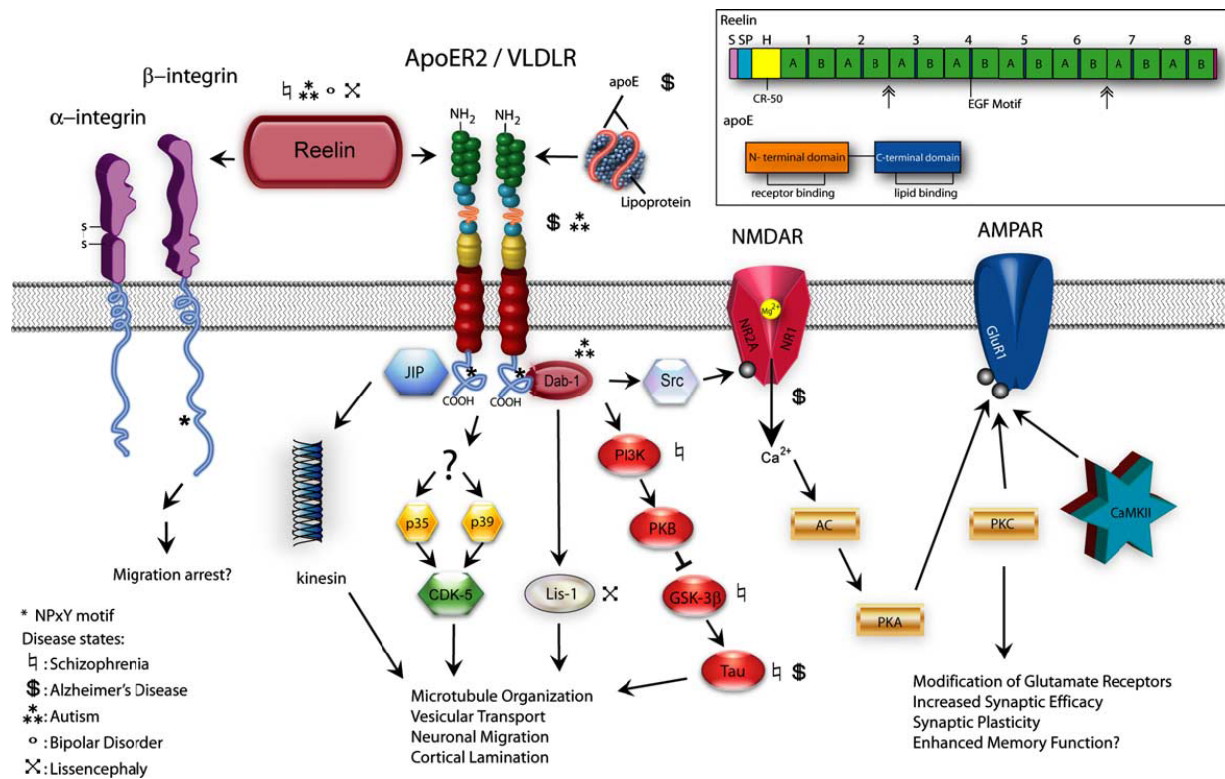 Reelin
S SP H 1 2 3 4 5 6 7 8
A B A B A B A B A B A B A B A B
CR-50
EGF Motif
apoE
N- terminal domain
C-terminal domain
receptor binding
lipid binding
ApoER2 / VLDLR
β-integrin
α-integrin
Reelin
NH2
NH2
apoE $
Lipoprotein
s
s
$
NMDAR
AMPAR
Mg2+
NR2A
NR1
GluR1
JIP
*
*
COOH
COOH
Dab-1
Src
*
?
PI3K
$
Ca2+
p35
p39
PKB
AC
PKC
CaMKII
Migration arrest?
kinesin
CDK-5
Lis-1
GSK-3β
PKA
Tau
$
* NPxY motif
Disease states:
♮ : Schizophrenia
$ : Alzheimer's Disease
⁂ : Autism
o : Bipolar Disorder
: Lissencephaly
Microtubule Organization
Vesicular Transport
Neuronal Migration
Cortical Lamination
Modification of Glutamate Receptors
Increased Synaptic Efficacy
Synaptic Plasticity
Enhanced Memory Function?